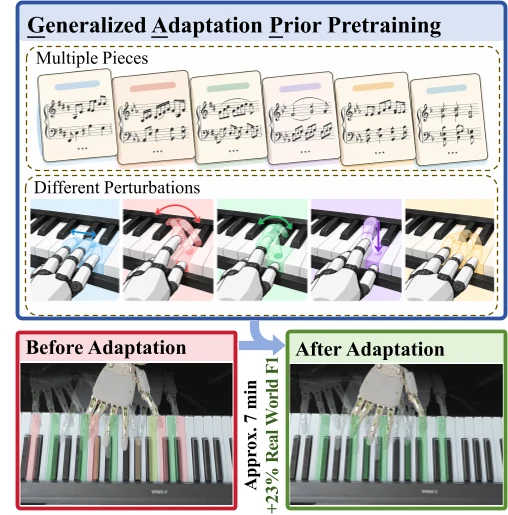 Generalized Adaptation Prior Pretraining
Multiple Pieces
... ... ... ... ... ...
Different Perturbations
Before Adaptation
Approx. 7 min
+23% Real World F1
After Adaptation